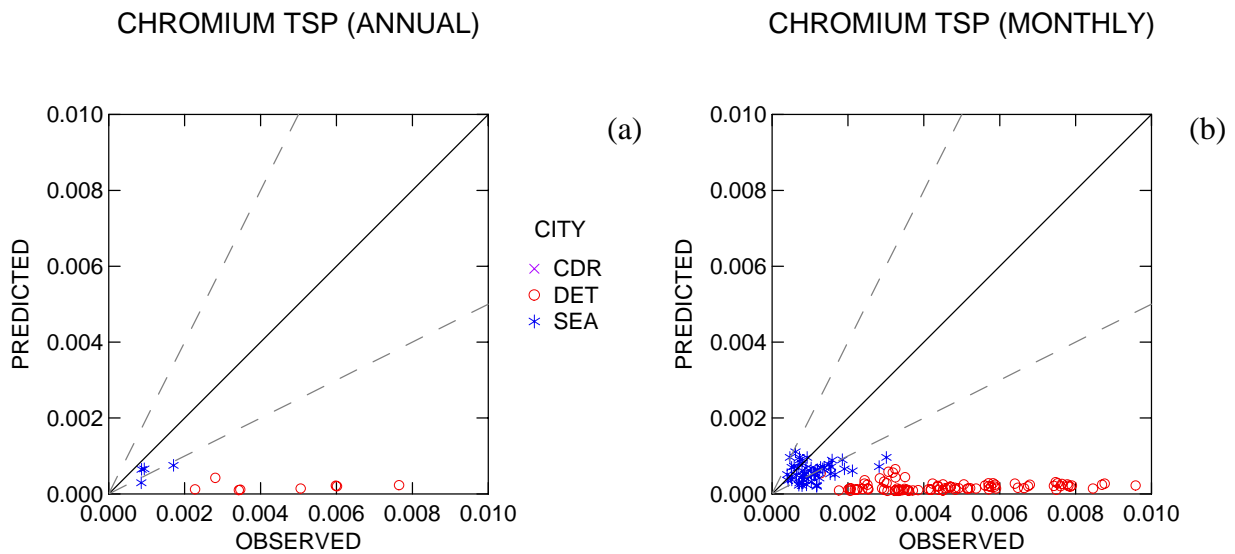 CHROMIUM TSP (ANNUAL)
0.010
0.008
0.006
0.004
0.002
0.000
PREDICTED
0.000 0.002 0.004 0.006 0.008 0.010
OBSERVED
(a)
CITY
CDR
DET
SEA
CHROMIUM TSP (MONTHLY)
0.010
0.008
0.006
0.004
0.002
0.000
PREDICTED
0.000 0.002 0.004 0.006 0.008 0.010
OBSERVED
(b)